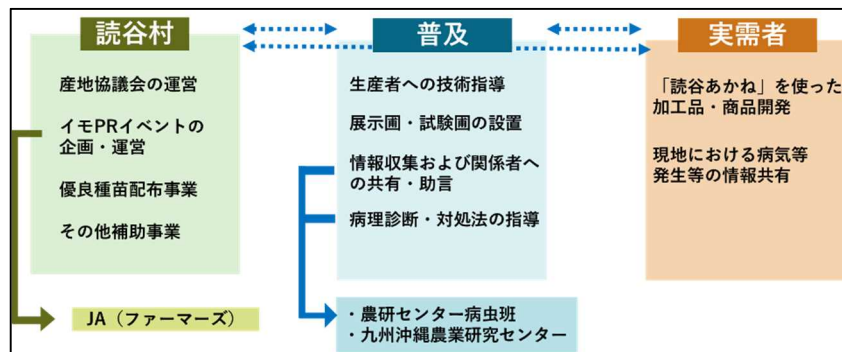 読谷村
産地協議会の運営
イモPRイベントの
企画・運営
優良種苗配布事業
その他補助事業
JA（ファーマーズ）
普及
生産者への技術指導
展示圃・試験圃の設置
情報収集および関係者へ
の共有・助言
病理診断・対処法の指導
・農研センター病虫班
・九州沖縄農業研究センター
実需者
「読谷あかね」を使った
加工品・商品開発
現地における病気等
発生等の情報共有